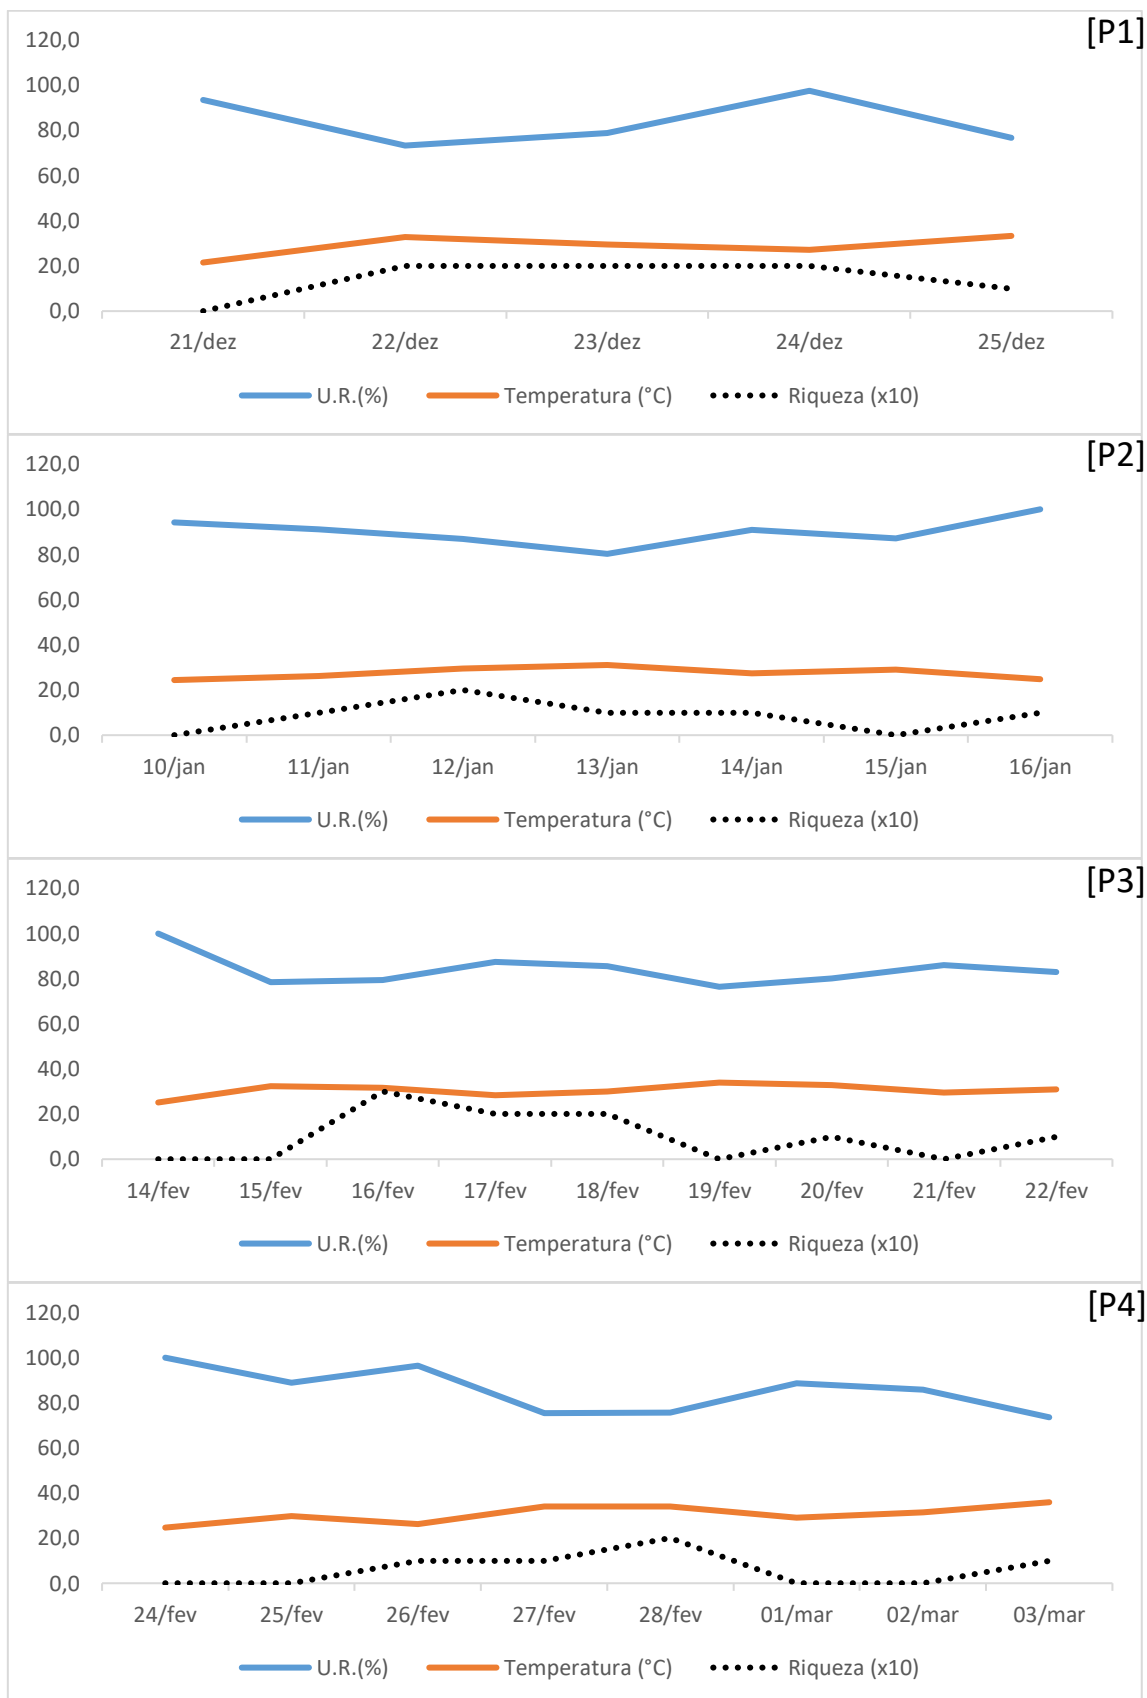 [P1]
120,0
100,0
80,0
60,0
40,0
20,0
0,0
21/dez 22/dez 23/dez 24/dez 25/dez
U.R.(%) Temperatura (°C) Riqueza (x10)
[P2]
120,0
100,0
80,0
60,0
40,0
20,0
0,0
10/jan 11/jan 12/jan 13/jan 14/jan 15/jan 16/jan
U.R.(%) Temperatura (°C) Riqueza (x10)
[P3]
120,0
100,0
80,0
60,0
40,0
20,0
0,0
14/fev 15/fev 16/fev 17/fev 18/fev 19/fev 20/fev 21/fev 22/fev
U.R.(%) Temperatura (°C) Riqueza (x10)
[P4]
120,0
100,0
80,0
60,0
40,0
20,0
0,0
24/fev 25/fev 26/fev 27/fev 28/fev 01/mar 02/mar 03/mar
U.R.(%) Temperatura (°C) Riqueza (x10)